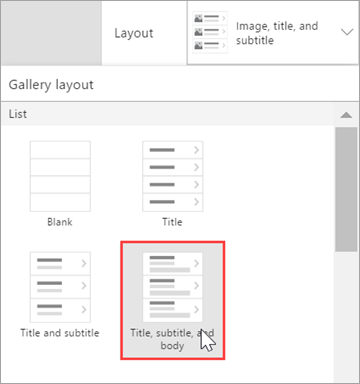 Layout
Image, title, and
subtitle
Gallery layout
List
Blank
Title
Title and subtitle
Title, subtitle, and
body